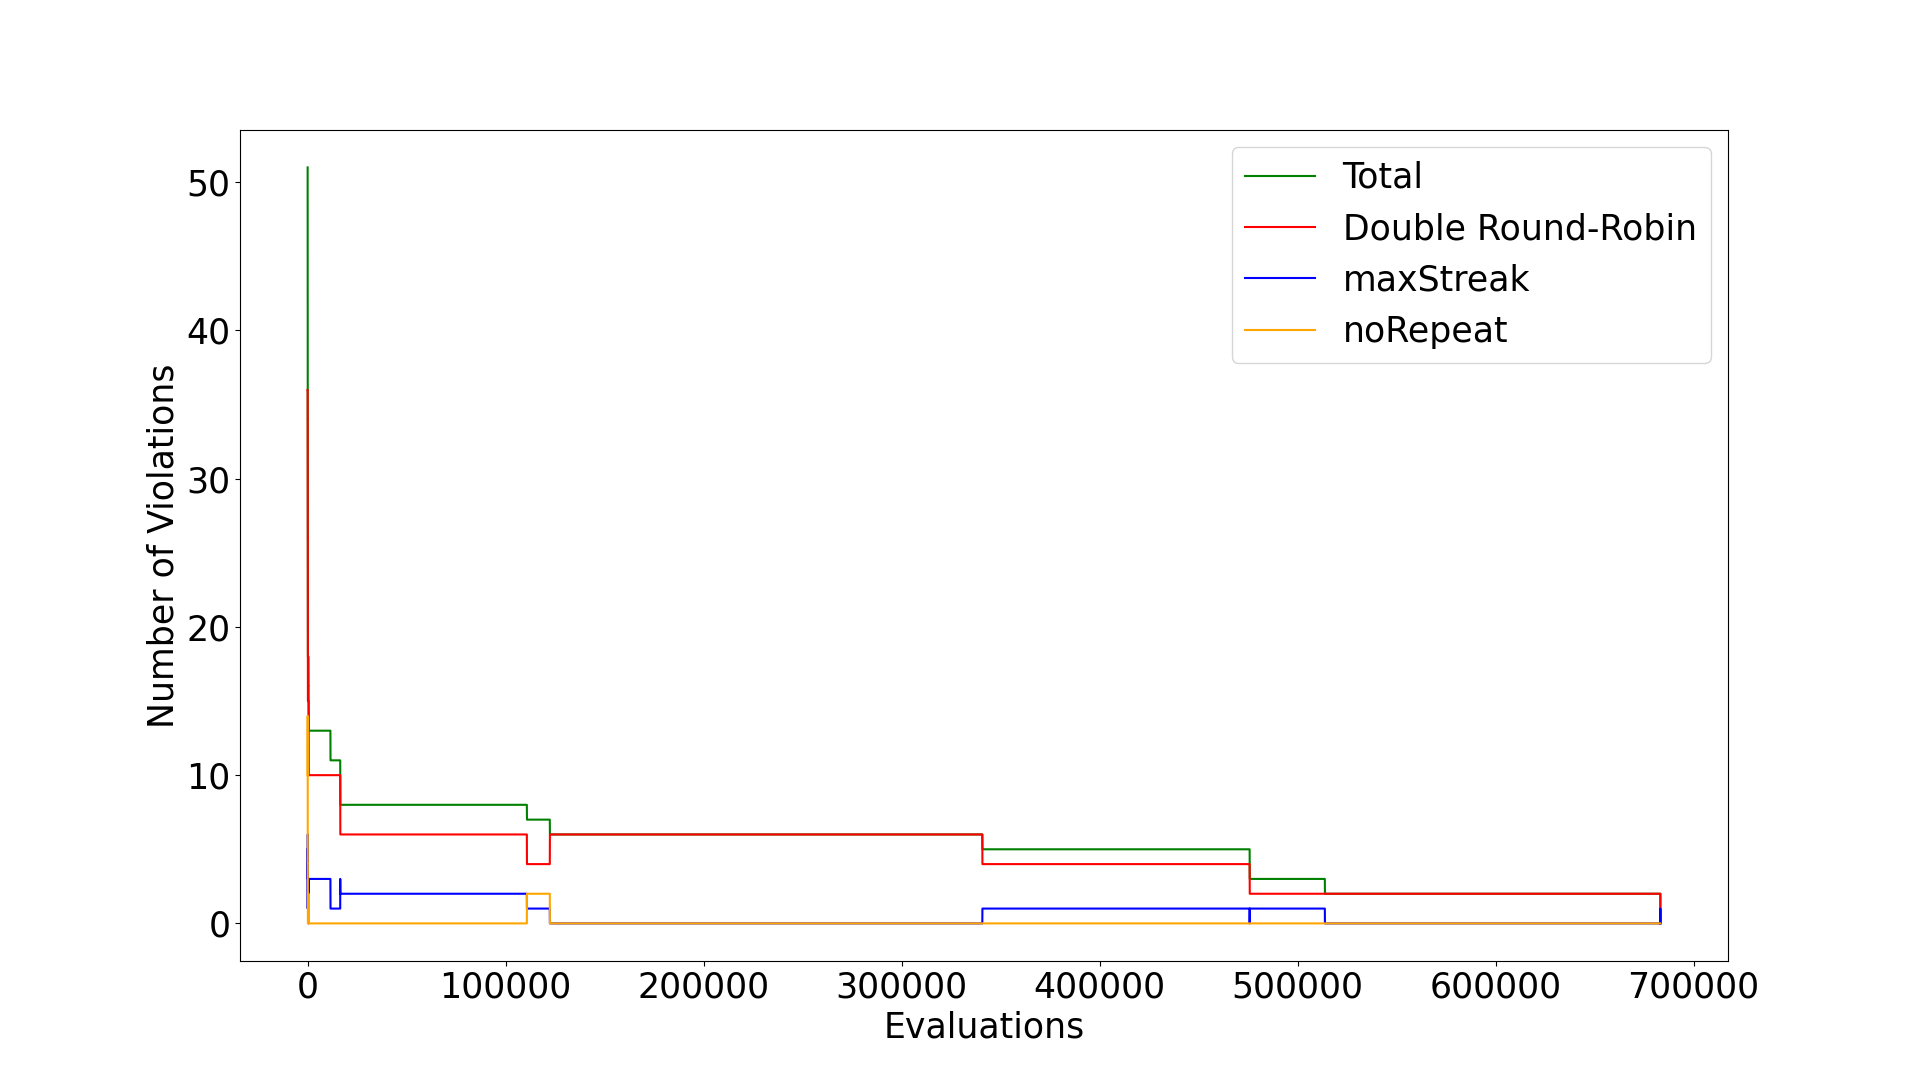 Total
Double Round-Robin
maxStreak
noRepeat
50
40
30
20
10
0
Number of Violations
0 100000 200000 300000 400000 500000 600000 700000
Evaluations